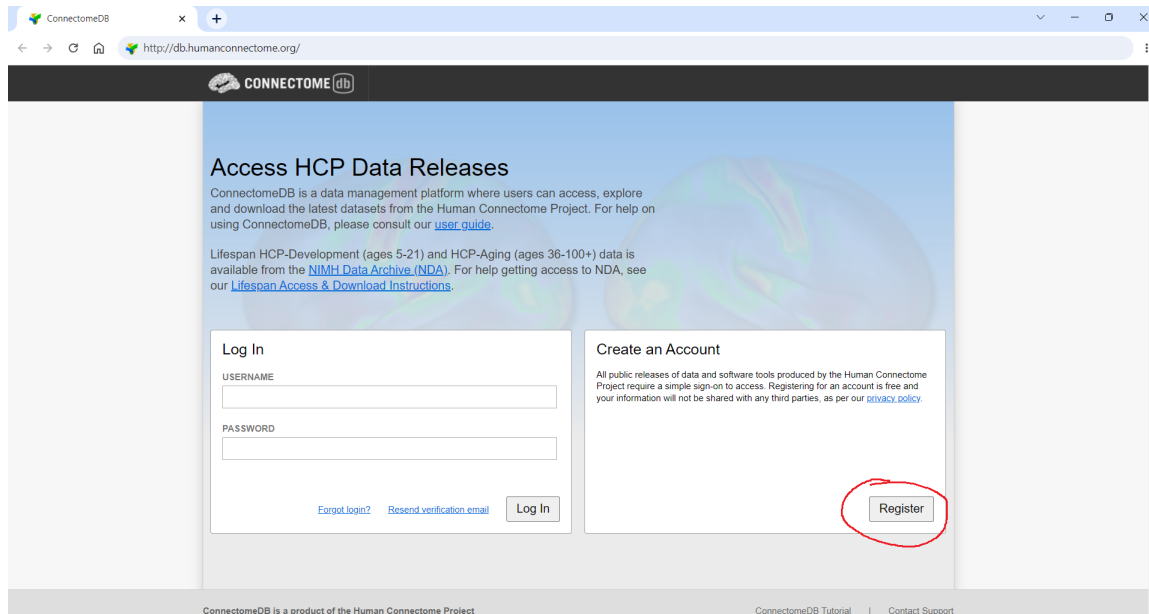 ConnectomeDB
http://db.humanconnectome.org/
CONNECTOME db
Access HCP Data Releases
ConnectomeDB is a data management platform where users can access, explore
and download the latest datasets from the Human Connectome Project. For help on
using ConnectomeDB, please consult our user guide.
Lifespan HCP-Development (ages 5-21) and HCP-Aging (ages 36-100+) data is
available from the NIMH Data Archive (NDA). For help getting access to NDA, see
our Lifespan Access & Download Instructions.
Log In
USERNAME
PASSWORD
Forgot login? Resend verification email Log In
Create an Account
All public releases of data and software tools produced by the Human Connectome
Project require a simple sign-on to access. Registering for an account is free and
your information will not be shared with any third parties, as per our privacy policy.
Register
ConnectomeDB is a product of the Human Connectome Project
ConnectomeDB Tutorial | Contact Support